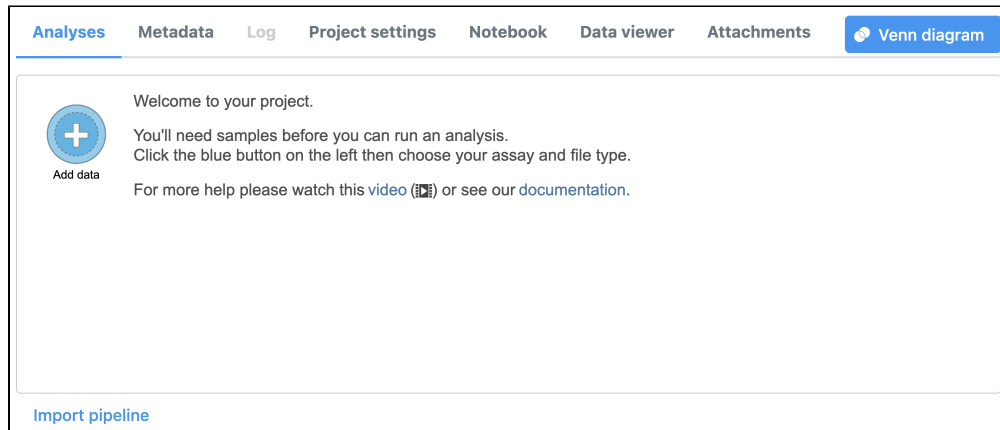 Analyses Metadata Log Project settings Notebook Data viewer Attachments Venn diagram
Welcome to your project.
You'll need samples before you can run an analysis.
Click the blue button on the left then choose your assay and file type.
Add data
For more help please watch this video () or see our documentation.
Import pipeline